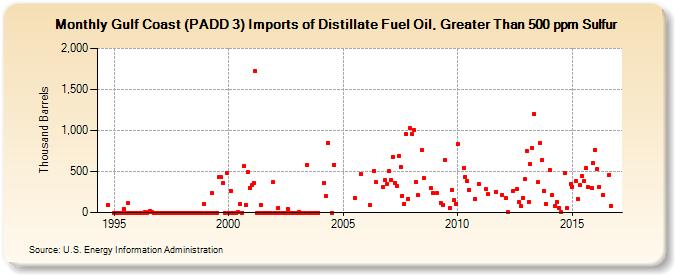 Monthly Gulf Coast (PADD 3) Imports of Distillate Fuel Oil, Greater Than 500 ppm Sulfur
Thousand Barrels
2,000
1,500
1,000
500
0
1995 2000 2005 2010 2015
Source: U.S. Energy Information Administration